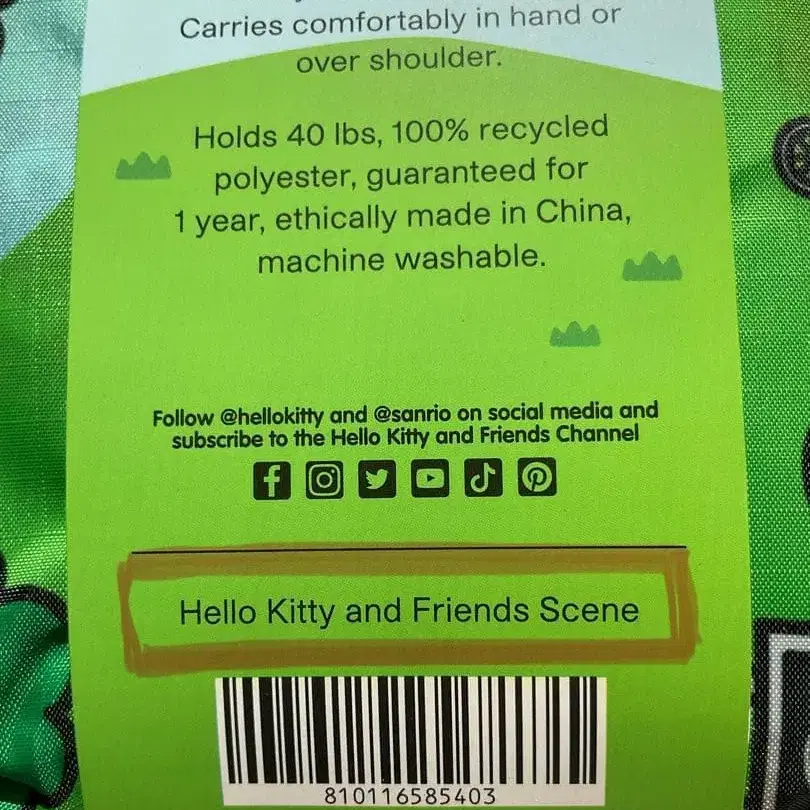 Carries comfortably in hand or
over shoulder.
Holds 40 lbs, 100% recycled
polyester, guaranteed for
1 year, ethically made in China,
machine washable.
Follow @hellokitty and @sanrio on social media and
subscribe to the Hello Kitty and Friends Channel
Hello Kitty and Friends Scene
810116585403